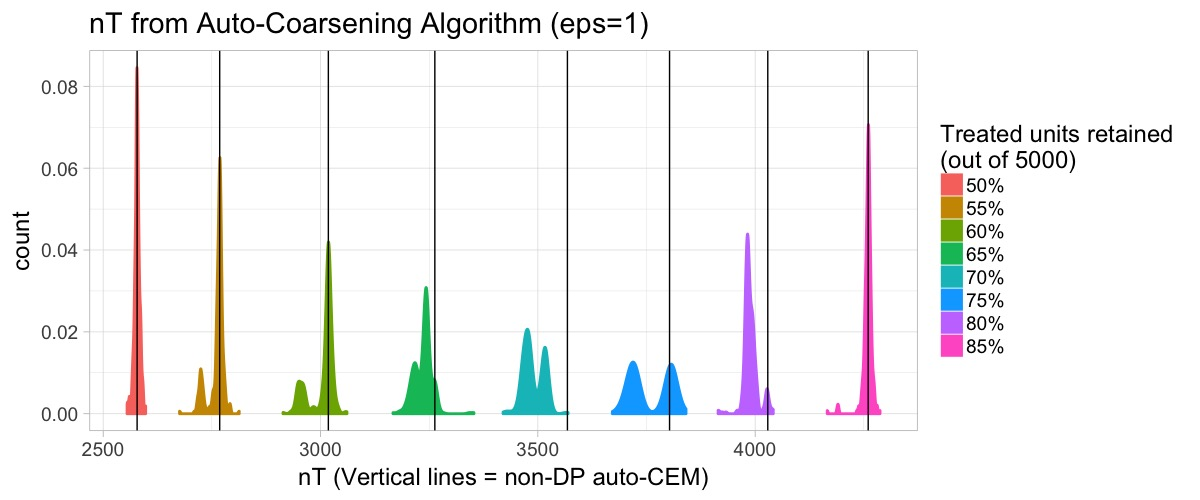 nT from Auto-Coarsening Algorithm (eps=1)
count
0.08
0.06
0.04
0.02
0.00
2500 3000 3500 4000
nT (Vertical lines = non-DP auto-CEM)
Treated units retained
(out of 5000)
50%
55%
60%
65%
70%
75%
80%
85%